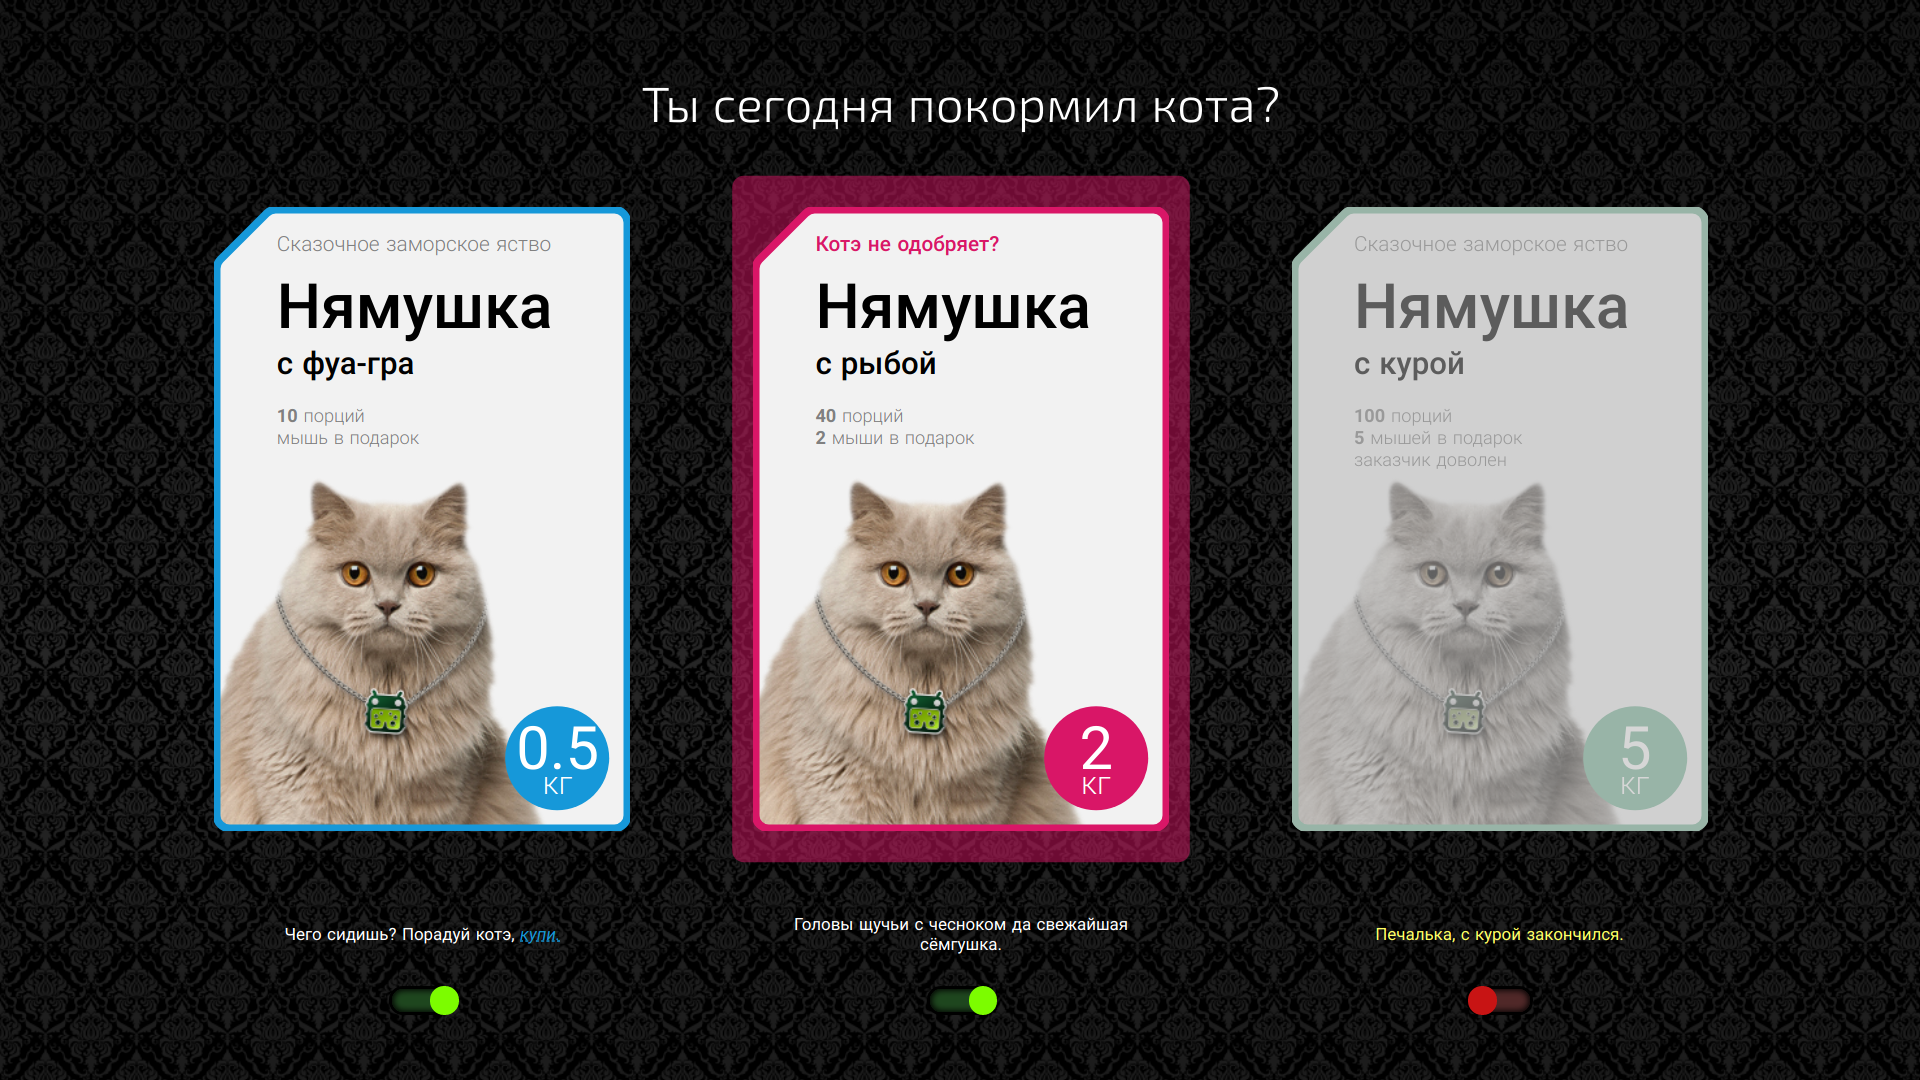 Ты сегодня покормил кота?
Сказочное заморское яство
Нямушка
с фуа-гра
10 порций
мышь в подарок
0.5
КГ
Чего сидишь? Порадуй котэ, купи.
Котэ не одобряет?
Нямушка
с рыбой
40 порций
2 мыши в подарок
2
КГ
Головы щучьи с чесноком да свежайшая
сёмгушка.
Сказочное заморское яство
Нямушка
с курой
100 порций
5 мышей в подарок
заказчик доволен
5
КГ
Печалька, с курой закончился.